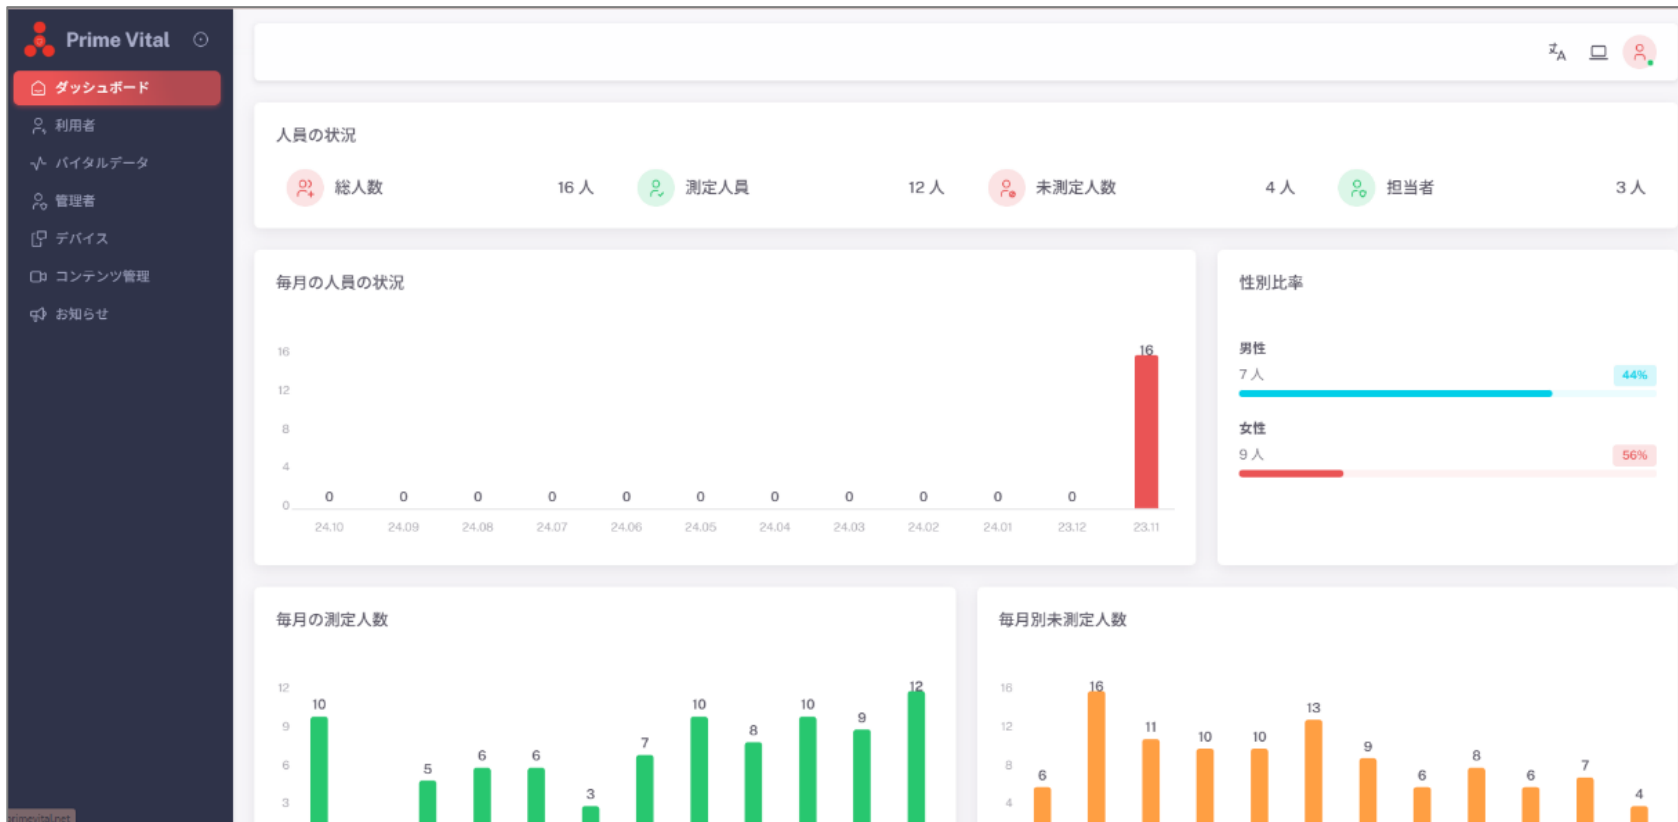 Prime Vital
ダッシュボード
利用者
バイタルデータ
管理者
デバイス
コンテンツ管理
お知らせ
人員の状況
総人数 16 人 測定人員 12 人 未測定人数 4 人 担当者 3 人
毎月の人員の状況
16
12
8
4
0
16
0 0 0 0 0 0 0 0 0 0 0
24.10 24.09 24.08 24.07 24.06 24.05 24.04 24.03 24.02 24.01 23.12 23.11
性別比率
男性
7 人 44%
女性
9 人 56%
毎月の測定人数
12
9
6
3
10 5 6 6 3 7 10 8 10 9 12
毎月別未測定人数
16
12
8
4
6 16 11 10 10 13 9 6 8 6 7 4
primevital.net